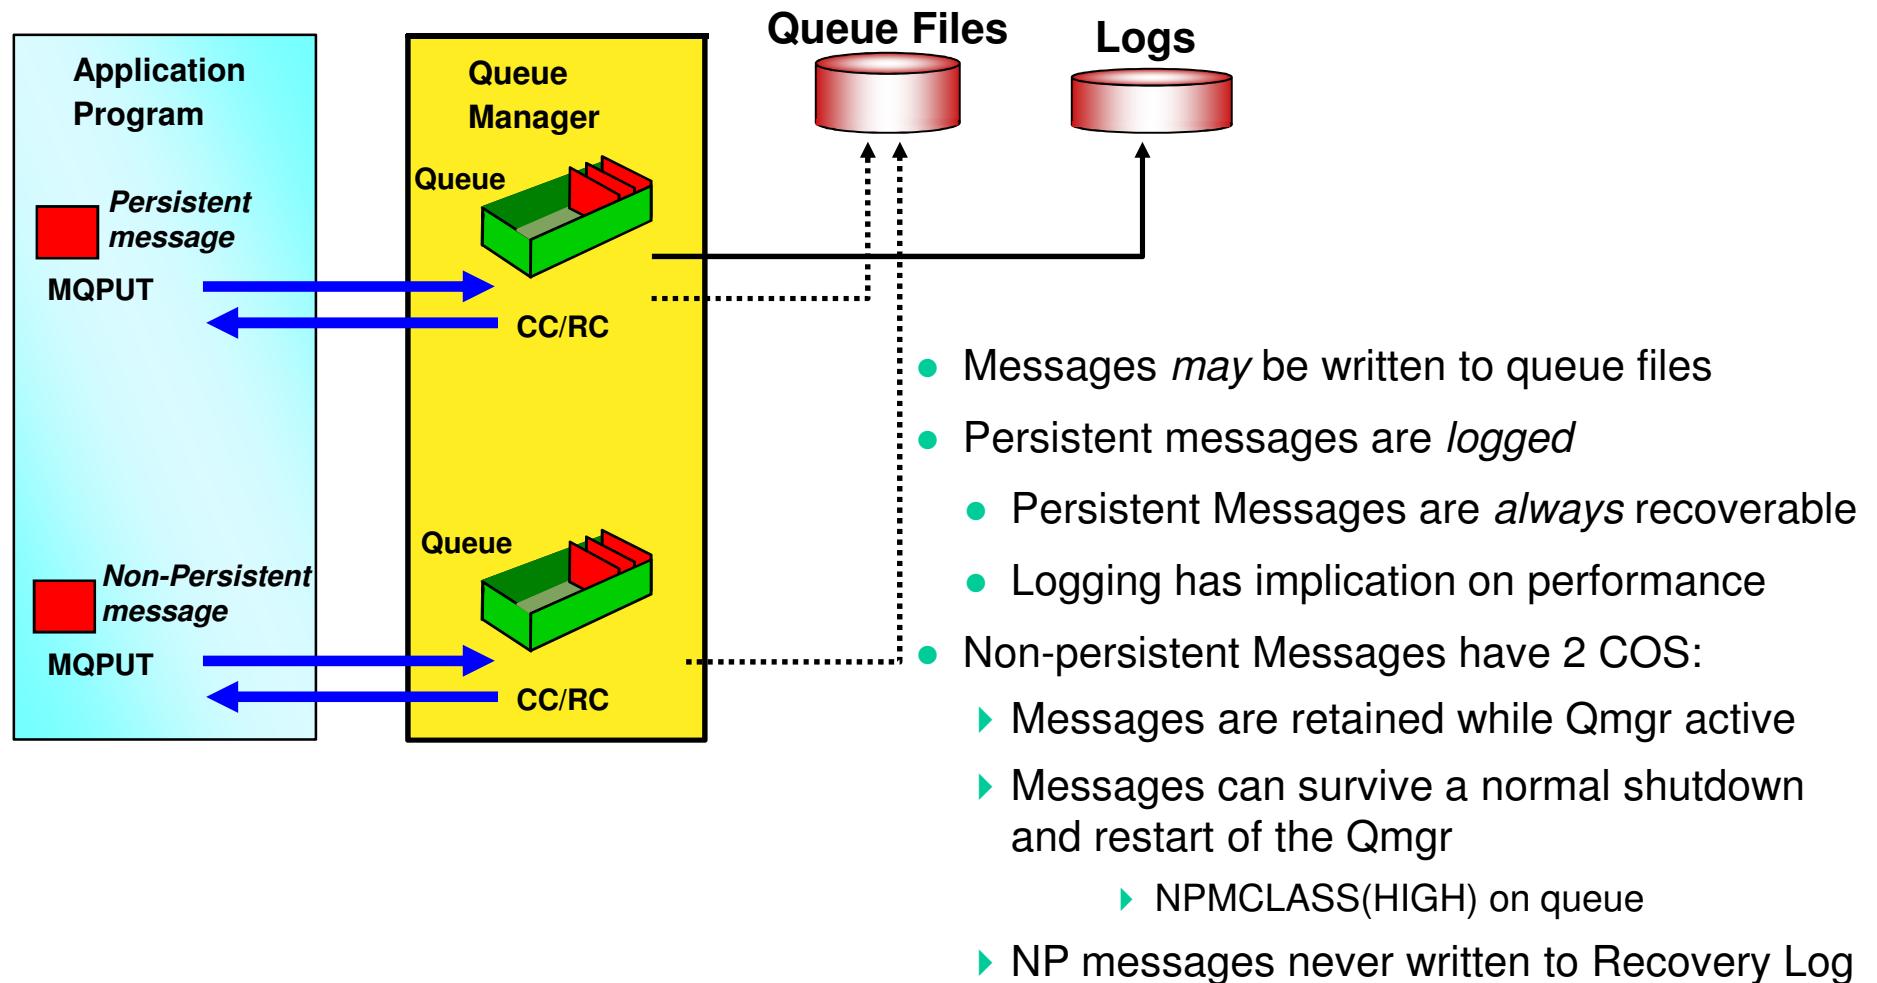 Queue Files
Logs
Application
Program
Queue
Manager
Queue
Persistent
message
MQPUT
CC/RC
Queue
Non-Persistent
message
MQPUT
CC/RC
Messages may be written to queue files
Persistent messages are logged
Persistent Messages are always recoverable
Logging has implication on performance
Non-persistent Messages have 2 COS:
Messages are retained while Qmgr active
Messages can survive a normal shutdown
and restart of the Qmgr
NPMCLASS(HIGH) on queue
NP messages never written to Recovery Log